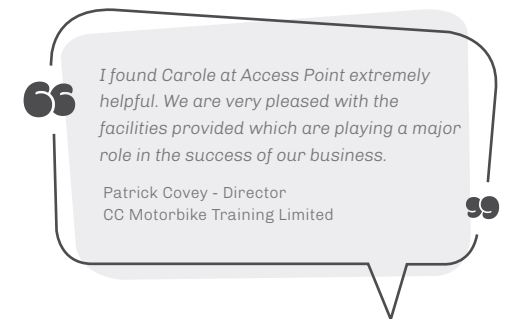 I found Carole at Access Point extremely
helpful. We are very pleased with the
facilities provided which are playing a major
role in the success of our business.
Patrick Covey - Director
CC Motorbike Training Limited